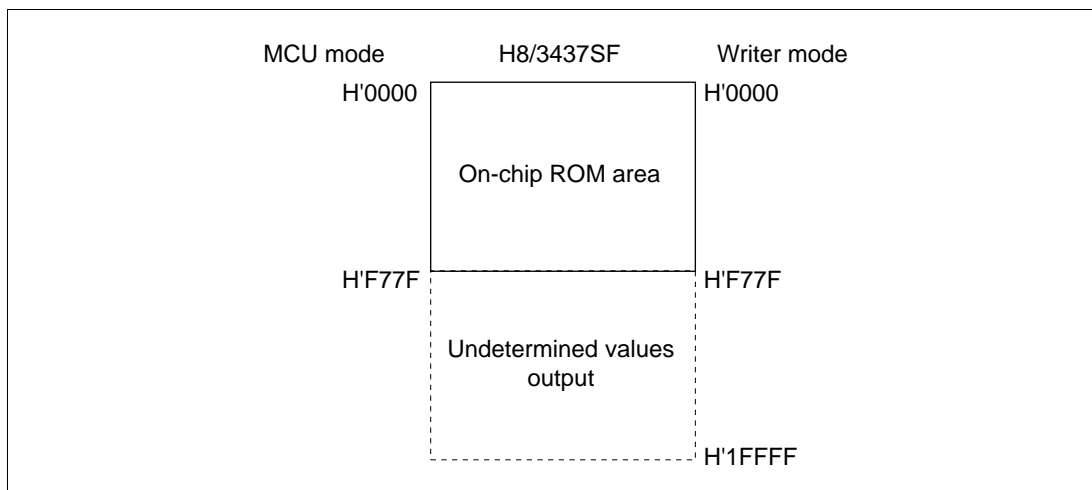 MCU mode H8/3437SF Writer mode
H'0000 H'0000
On-chip ROM area
H'F77F H'F77F
Undetermined values
output
H'1FFFF